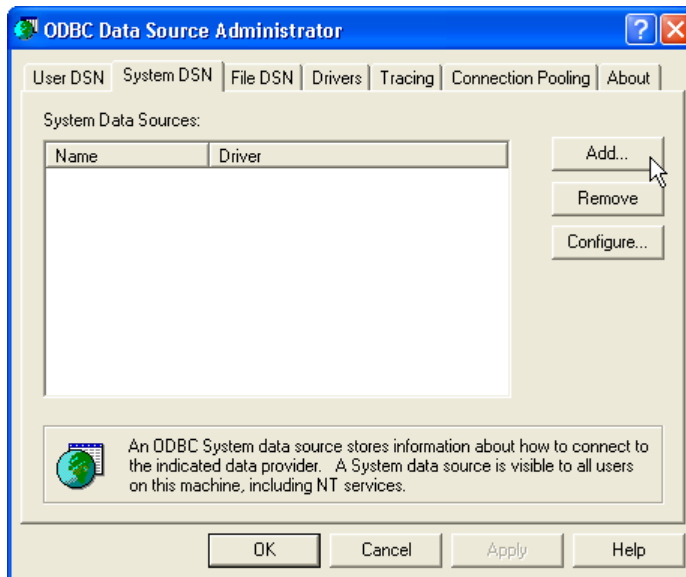 ODBC Data Source Administrator
User DSN System DSN File DSN Drivers Tracing Connection Pooling About
System Data Sources:
Name Driver
Add...
Remove
Configure...
An ODBC System data source stores information about how to connect to
the indicated data provider. A System data source is visible to all users
on this machine, including NT services.
OK Cancel Apply Help